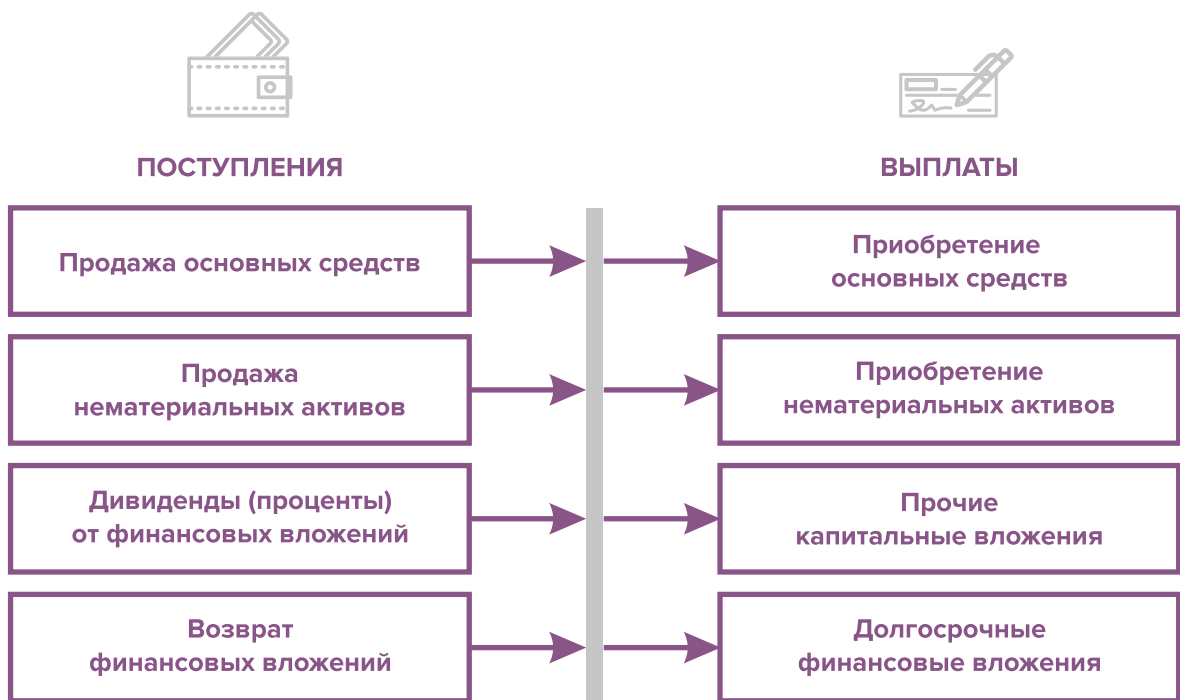 ПОСТУПЛЕНИЯ
ВЫПЛАТЫ
Продажа основных средств
Приобретение
основных средств
Продажа
нематериальных активов
Приобретение
нематериальных активов
Дивиденды (проценты)
от финансовых вложений
Прочие
капитальные вложения
Возврат
финансовых вложений
Долгосрочные
финансовые вложения